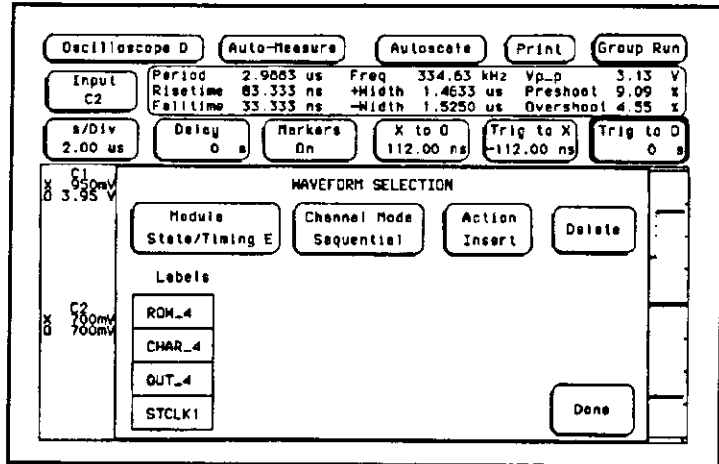 Oscilloscope D Auto-Measure Autoscale Print Group Run
Input
C2
Period 2.9883 us Freq 334.63 kHz Vp_p 3.13 V
Risetime 83.333 ns +Width 1.4633 us Preshoot 9.09 %
Falltime 33.333 ns -Width 1.5250 us Overshoot 4.55 %
s/Div
2.00 us
Delay
0 s
Markers
On
X to O
112.00 ns
Trig to X
-112.00 ns
Trig to O
0 s
C1
X 950mV
O 3.95 V
WAVEFORM SELECTION
Module
State/Timing E
Channel Mode
Sequential
Action
Insert
Delete
Labels
C2
X 700mV
O 700mV
ROW_4
CHAR_4
OUT_4
STCLK1
Done